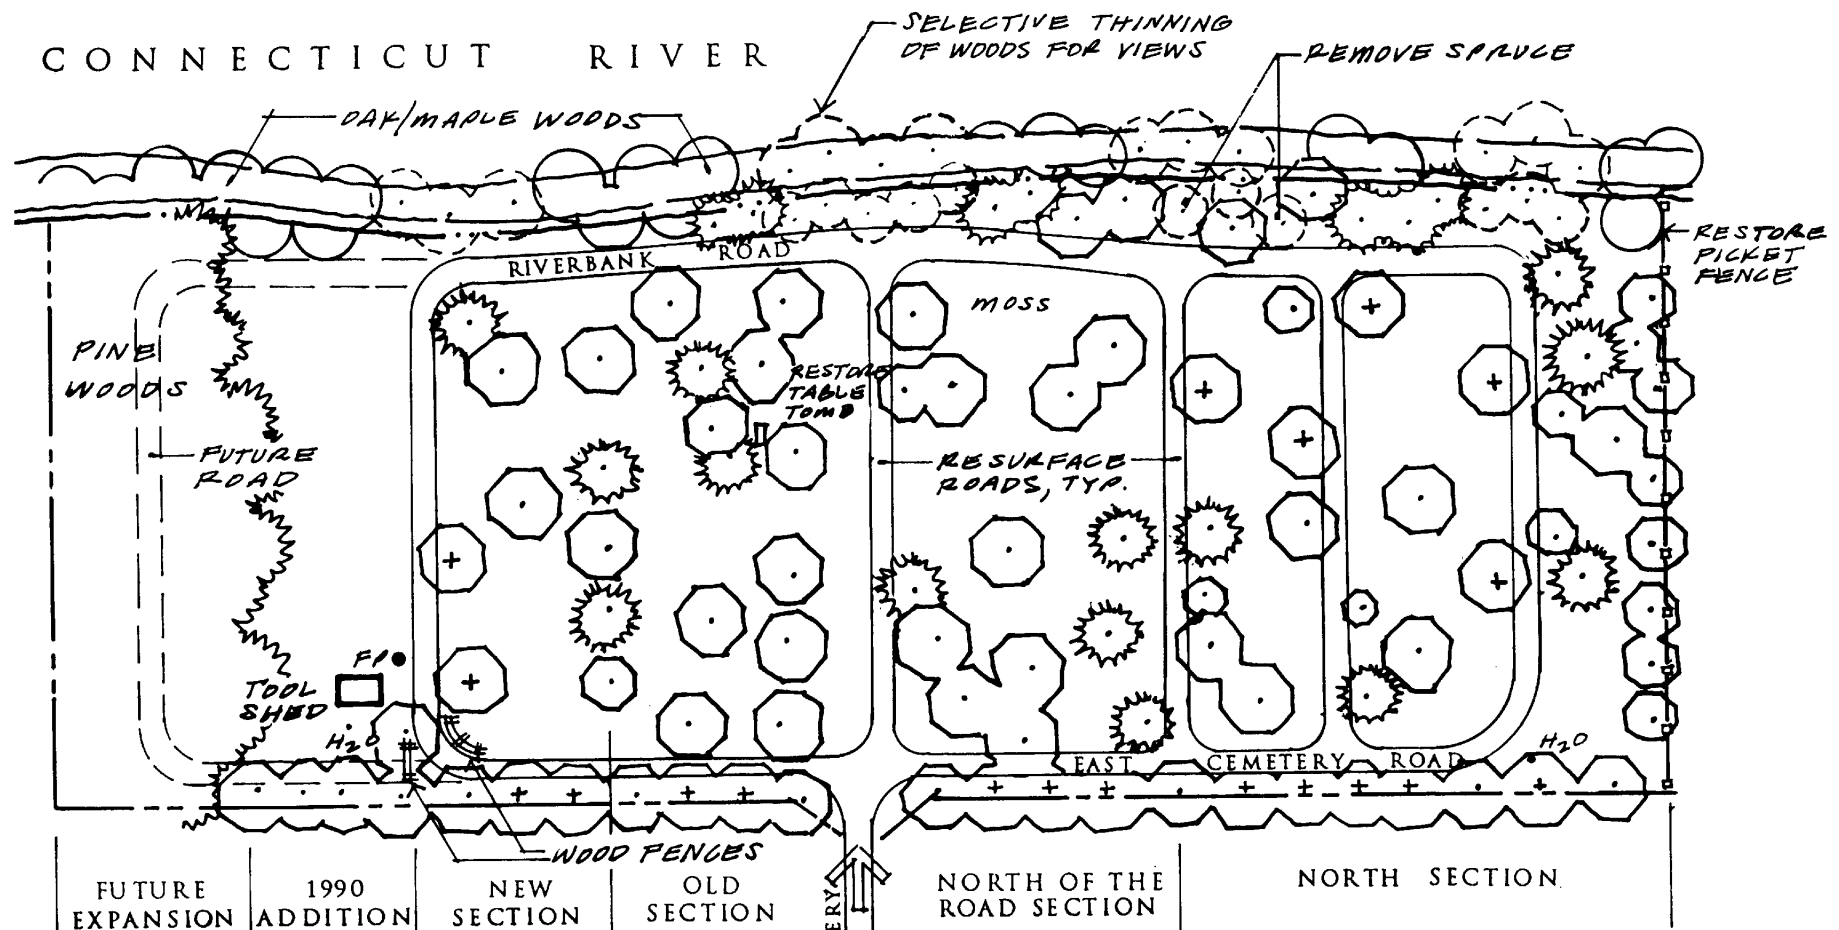 CONNECTICUT RIVER
SELECTIVE THINNING
OF WOODS FOR VIEWS
REMOVE SPRUCE
OAK/MAPLE WOODS
RESTORE
PICKET
FENCE
RIVERBANK ROAD
MOSS
PINE
WOODS
RESTORE
TABLE
TOMB
FUTURE
ROAD
RESURFACE
ROADS, TYP.
FP
TOOL
SHED
H2O
H2O
EAST CEMETERY ROAD
WOOD FENCES
FUTURE
EXPANSION
1990
ADDITION
NEW
SECTION
OLD
SECTION
ERY
NORTH OF THE
ROAD SECTION
NORTH SECTION